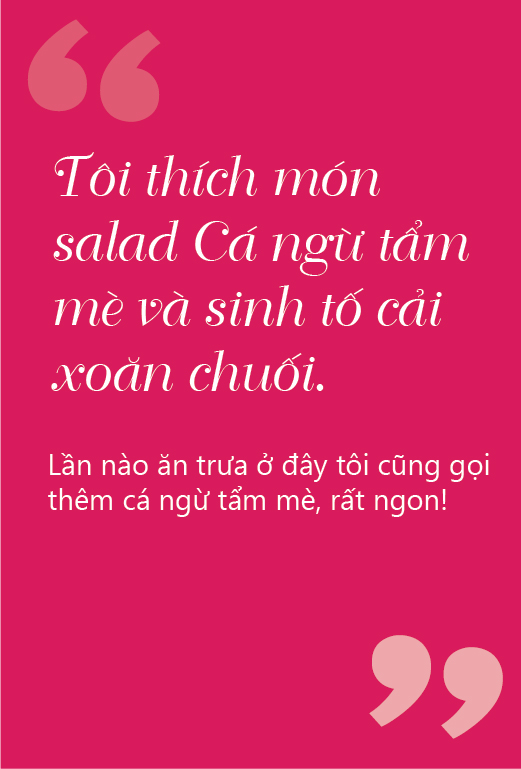 Tôi thích món
salad Cá ngừ tẩm
mè và sinh tố cải
xoăn chuối.
Lần nào ăn trưa ở đây tôi cũng gọi
thêm cá ngừ tẩm mè, rất ngon!